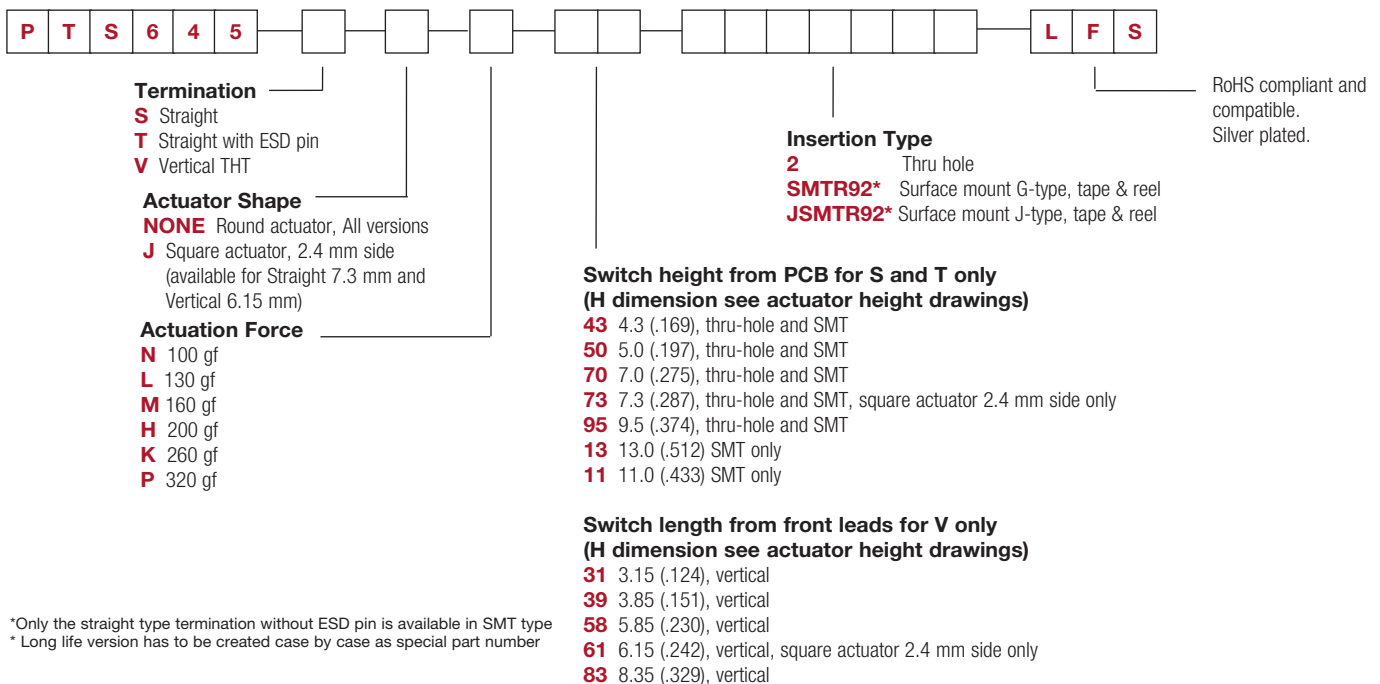 P T S 6 4 5 L F S
Termination
S Straight
T Straight with ESD pin
V Vertical THT
Actuator Shape
NONE Round actuator, All versions
J Square actuator, 2.4 mm side
(available for Straight 7.3 mm and
Vertical 6.15 mm)
Actuation Force
N 100 gf
L 130 gf
M 160 gf
H 200 gf
K 260 gf
P 320 gf
*Only the straight type termination without ESD pin is available in SMT type
* Long life version has to be created case by case as special part number
Insertion Type
2 Thru hole
SMTR92* Surface mount G-type, tape & reel
JSMTR92* Surface mount J-type, tape & reel
Switch height from PCB for S and T only
(H dimension see actuator height drawings)
43 4.3 (.169), thru-hole and SMT
50 5.0 (.197), thru-hole and SMT
70 7.0 (.275), thru-hole and SMT
73 7.3 (.287), thru-hole and SMT, square actuator 2.4 mm side only
95 9.5 (.374), thru-hole and SMT
13 13.0 (.512) SMT only
11 11.0 (.433) SMT only
Switch length from front leads for V only
(H dimension see actuator height drawings)
31 3.15 (.124), vertical
39 3.85 (.151), vertical
58 5.85 (.230), vertical
61 6.15 (.242), vertical, square actuator 2.4 mm side only
83 8.35 (.329), vertical
RoHS compliant and
compatible.
Silver plated.